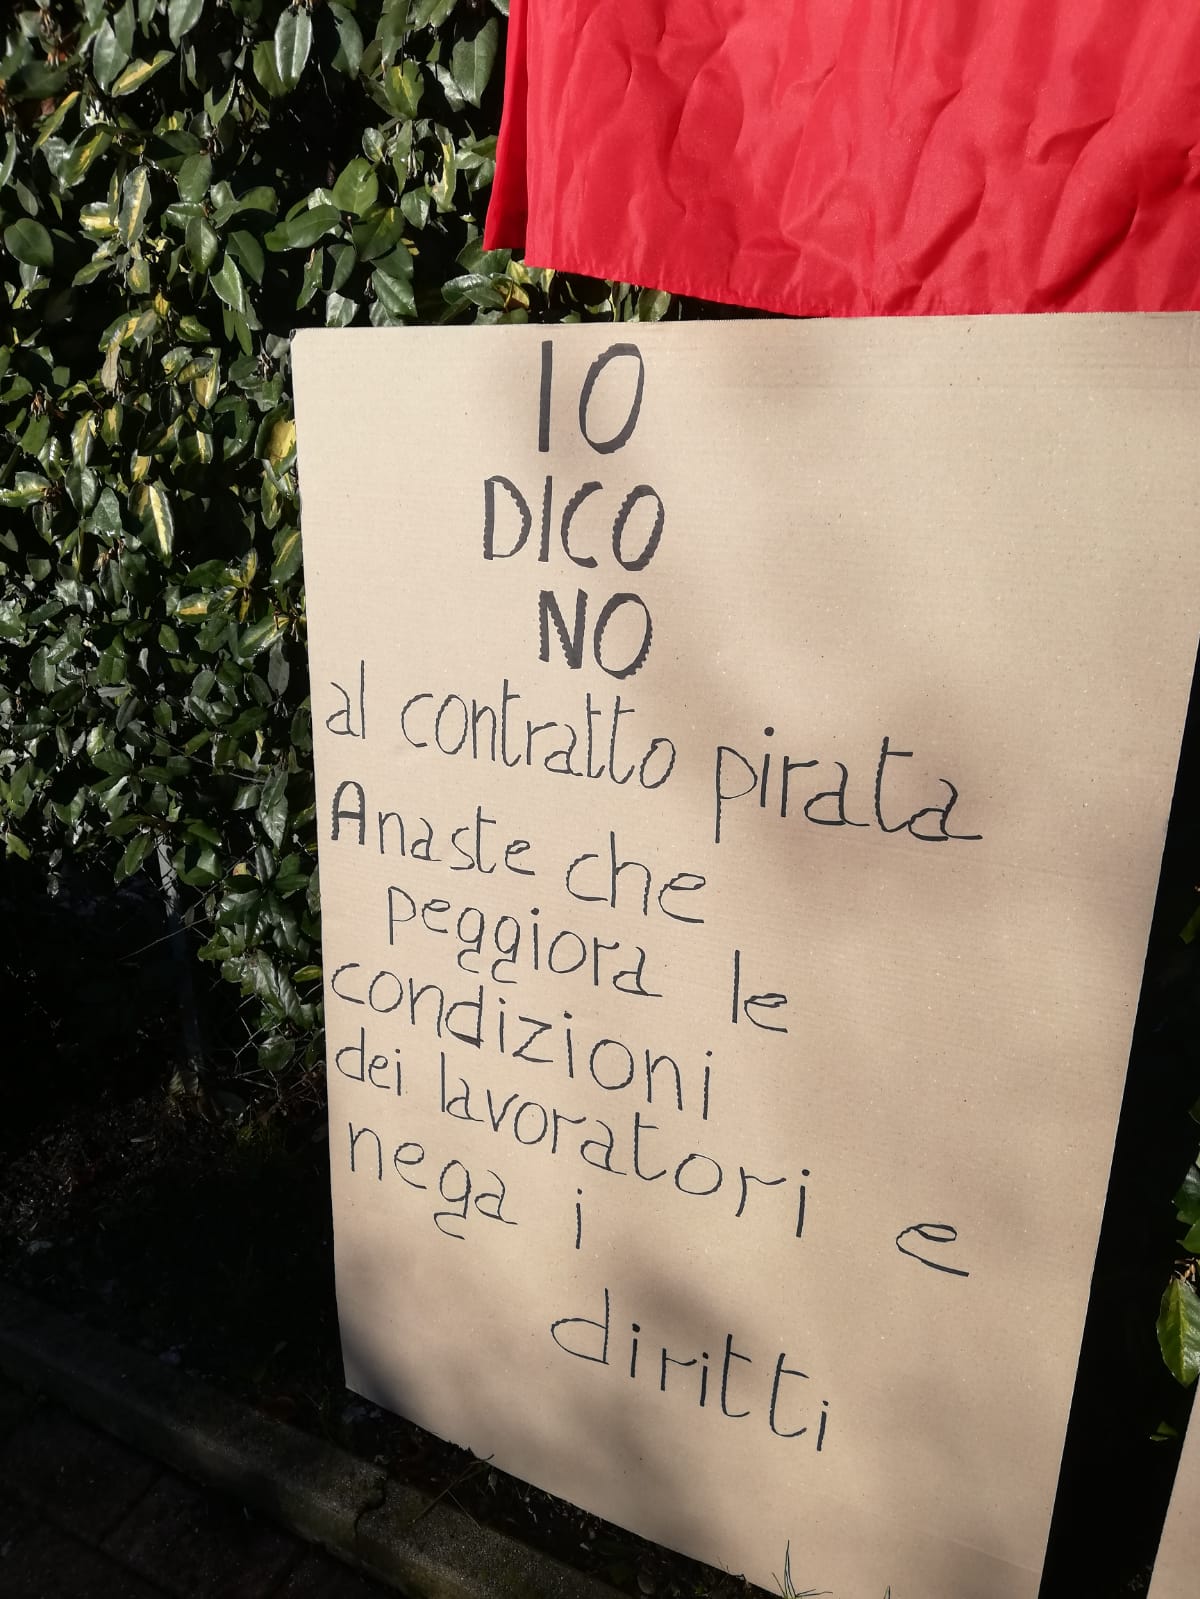 IO
DICO
NO
al contratto pirata
Anaste che
peggiora le
condizioni
dei lavoratori e
nega i
diritti